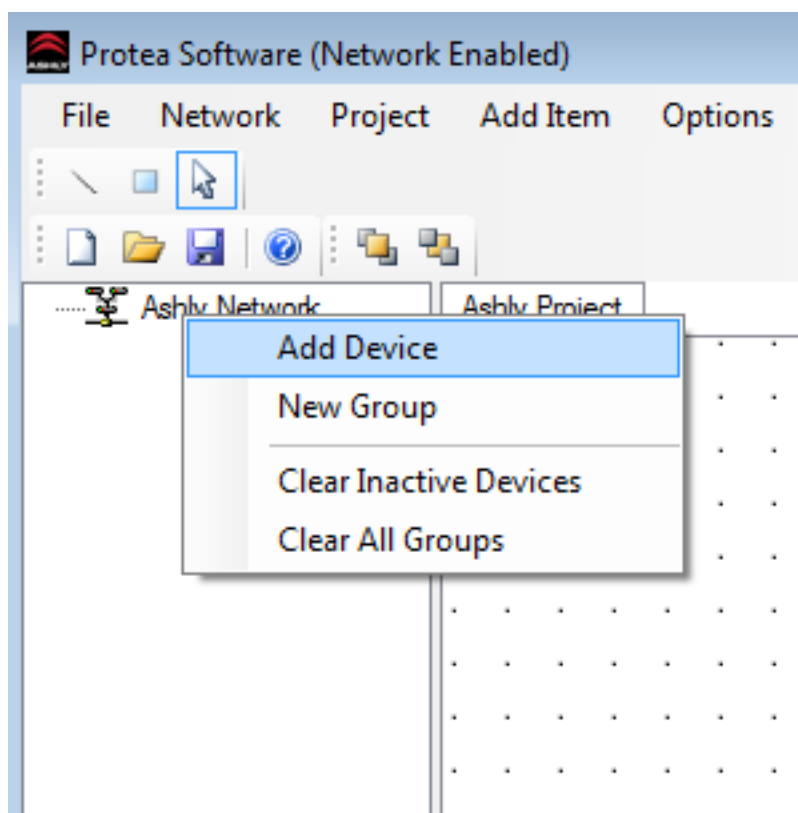 Protea Software (Network Enabled)
File Network Project Add Item Options
Ashly Network Ashly Project
Add Device
New Group
Clear Inactive Devices
Clear All Groups